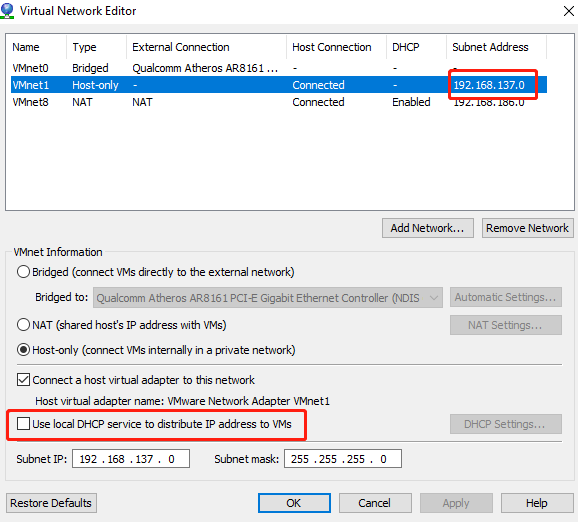 Virtual Network Editor
Name Type External Connection Host Connection DHCP Subnet Address
VMnet0 Bridged Qualcomm Atheros AR8161 ... - - -
VMnet1 Host-only - Connected - 192.168.137.0
VMnet8 NAT NAT Connected Enabled 192.168.186.0
Add Network... Remove Network
VMnet Information
Bridged (connect VMs directly to the external network)
Bridged to: Qualcomm Atheros AR8161 PCI-E Gigabit Ethernet Controller (NDIS Automatic Settings...
NAT (shared host's IP address with VMs) NAT Settings...
Host-only (connect VMs internally in a private network)
Connect a host virtual adapter to this network
Host virtual adapter name: VMware Network Adapter VMnet1
Use local DHCP service to distribute IP address to VMs DHCP Settings...
Subnet IP: 192 . 168 . 137 . 0 Subnet mask: 255 . 255 . 255 . 0
Restore Defaults OK Cancel Apply Help